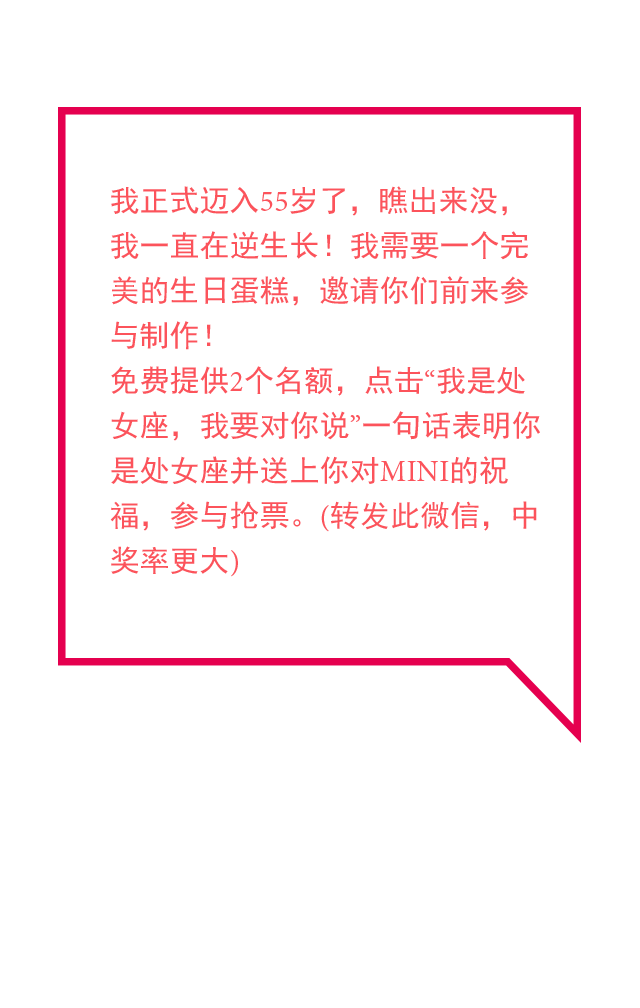 我正式迈入55岁了，瞧出来没，
我一直在逆生长！我需要一个完
美的生日蛋糕，邀请你们前来参
与制作！
免费提供2个名额，点击“我是处
女座，我要对你说”一句话表明你
是处女座并送上你对MINI的祝
福，参与抢票。(转发此微信，中
奖率更大)